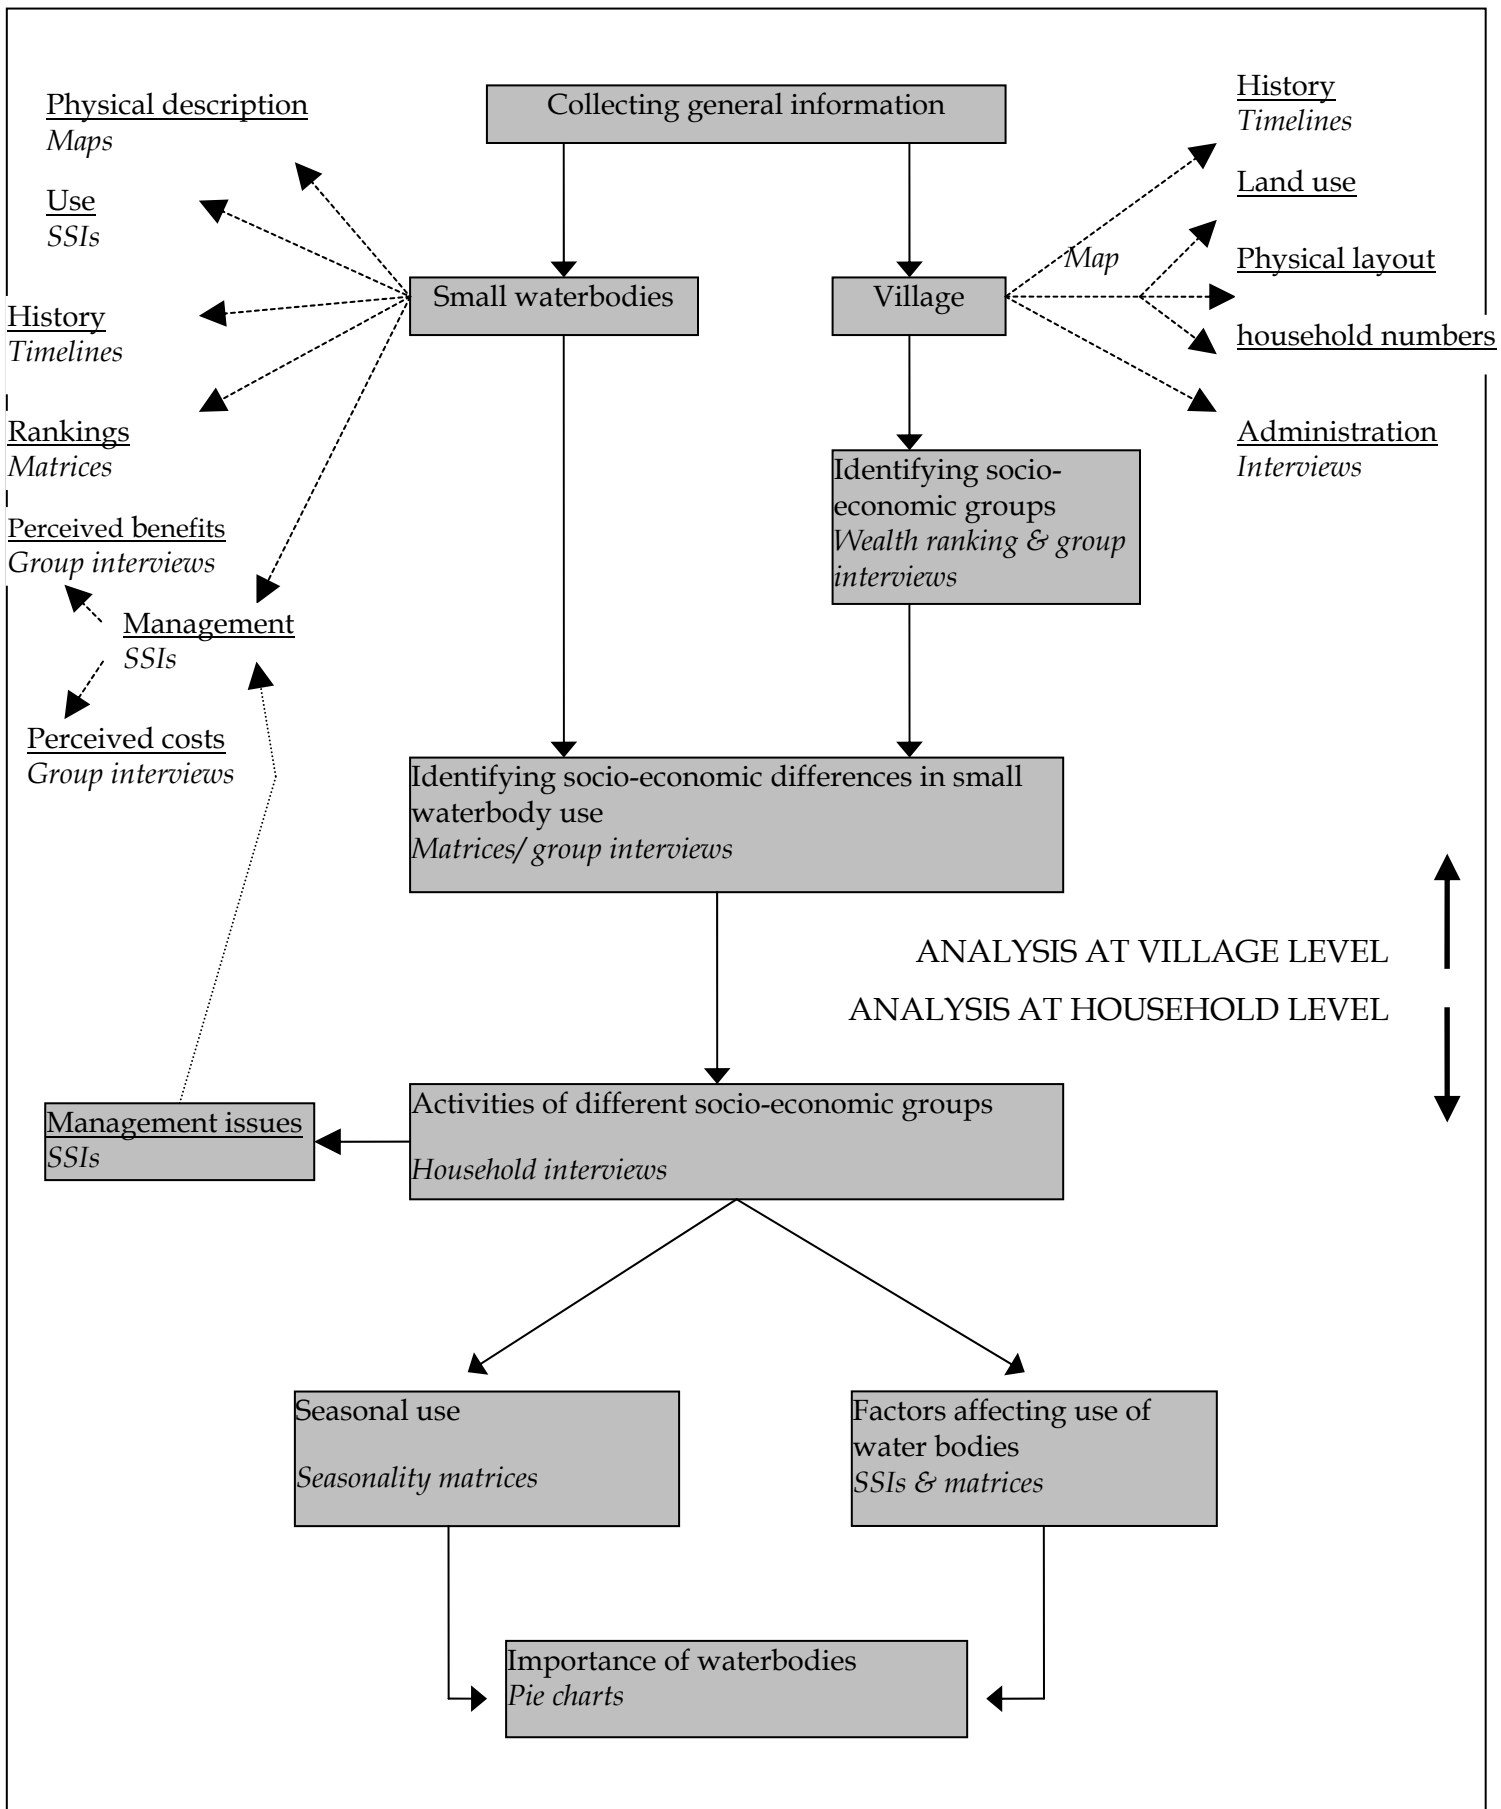 Collecting general information
Physical description
Maps
Use
SSIs
History
Timelines
Rankings
Matrices
Perceived benefits
Group interviews
Management
SSIs
Perceived costs
Group interviews
Small waterbodies
Village
Map
History
Timelines
Land use
Physical layout
household numbers
Administration
Interviews
Identifying socio-
economic groups
Wealth ranking & group
interviews
Identifying socio-economic differences in small
waterbody use
Matrices/ group interviews
ANALYSIS AT VILLAGE LEVEL
ANALYSIS AT HOUSEHOLD LEVEL
Management issues
SSIs
Activities of different socio-economic groups
Household interviews
Seasonal use
Seasonality matrices
Factors affecting use of
water bodies
SSIs & matrices
Importance of waterbodies
Pie charts